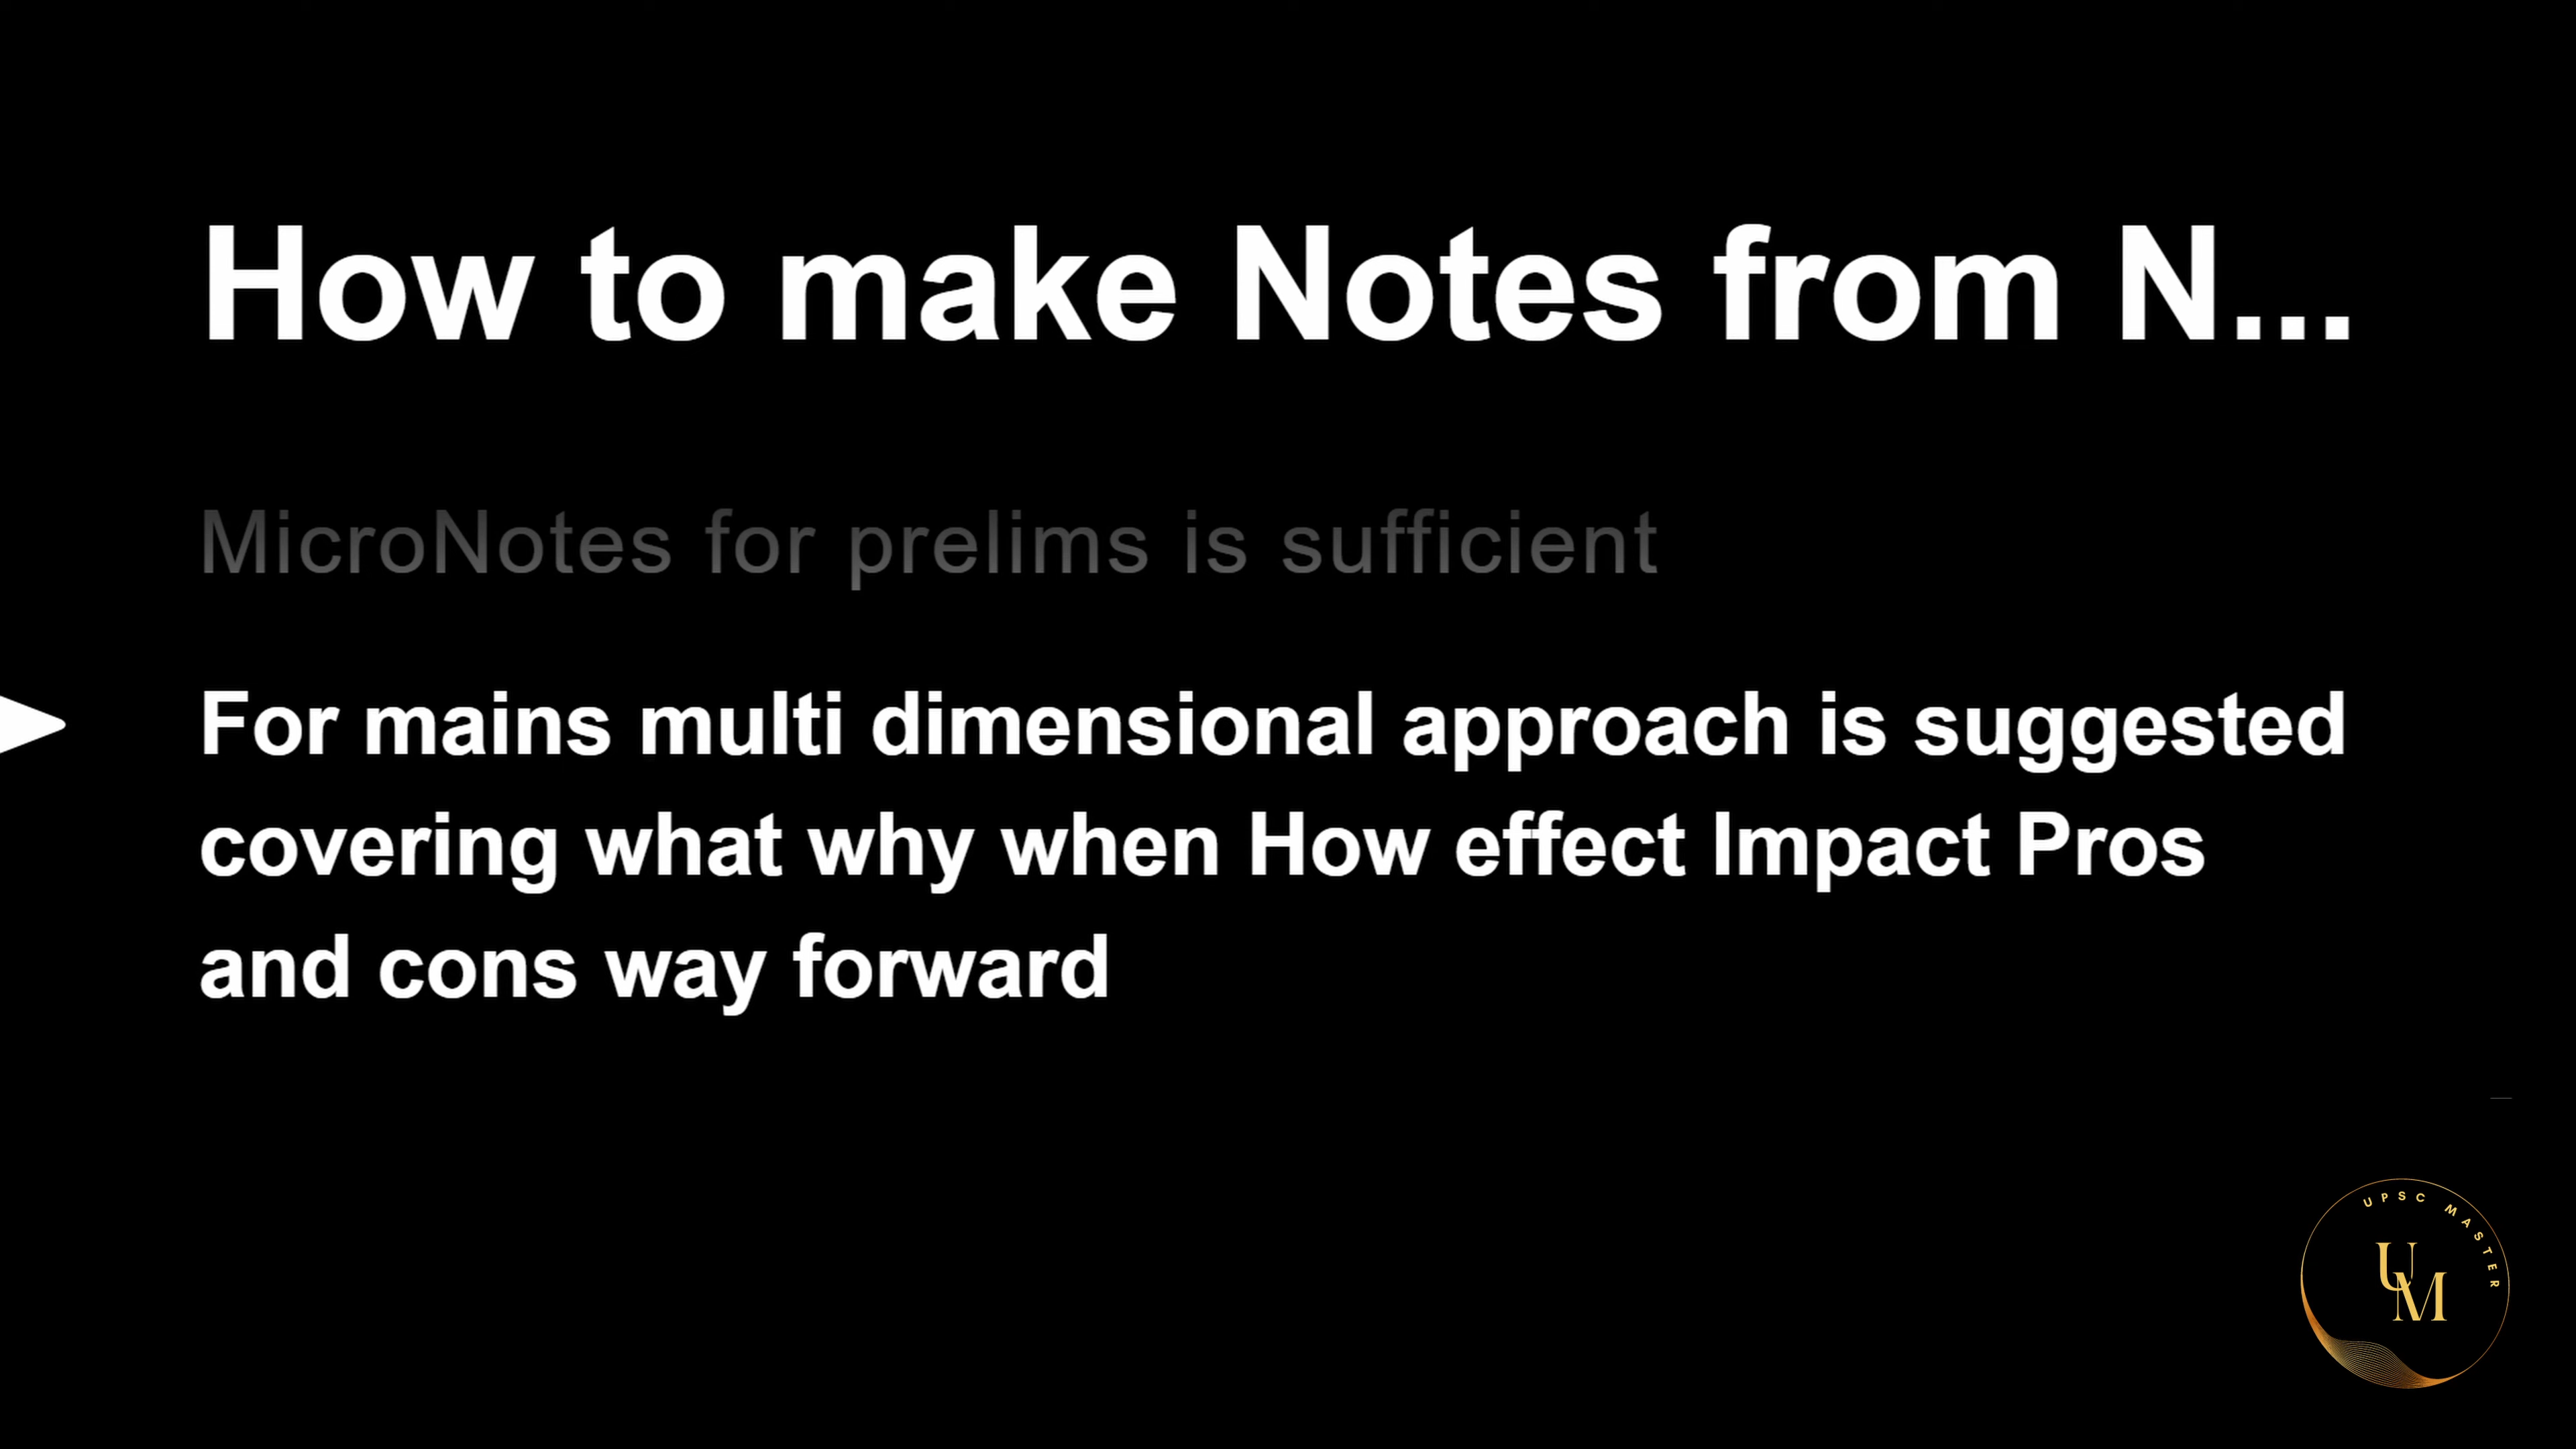 How to make Notes from N...
MicroNotes for prelims is sufficient
For mains multi dimensional approach is suggested
covering what why when How effect Impact Pros
and cons way forward
UPSC MASTER
UM